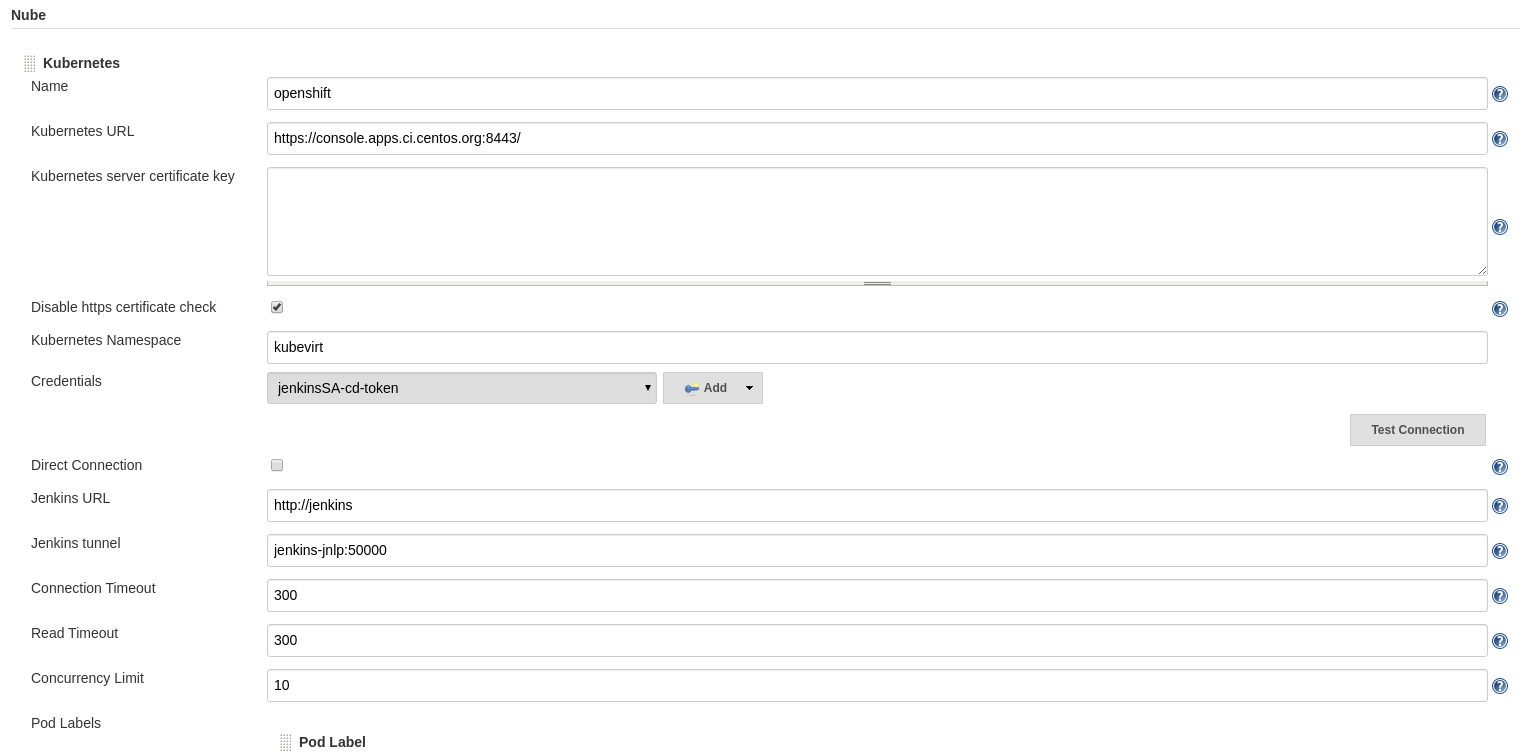 Nube
Kubernetes
Name
openshift
Kubernetes URL
https://console.apps.ci.centos.org:8443/
Kubernetes server certificate key
Disable https certificate check
Kubernetes Namespace
kubevirt
Credentials
jenkinsSA-cd-token
Add
Test Connection
Direct Connection
Jenkins URL
http://jenkins
Jenkins tunnel
jenkins-jnlp:50000
Connection Timeout
300
Read Timeout
300
Concurrency Limit
10
Pod Labels
Pod Label